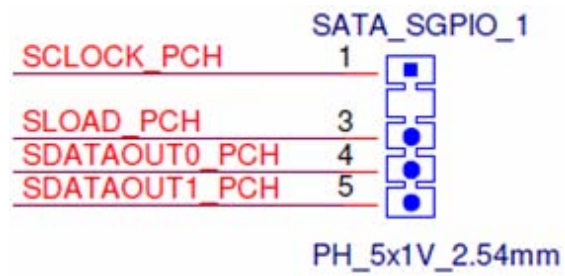 SATA_SGPIO_1
SCLOCK_PCH 1
SLOAD_PCH 3
SDATAOUT0_PCH 4
SDATAOUT1_PCH 5
PH_5x1V_2.54mm